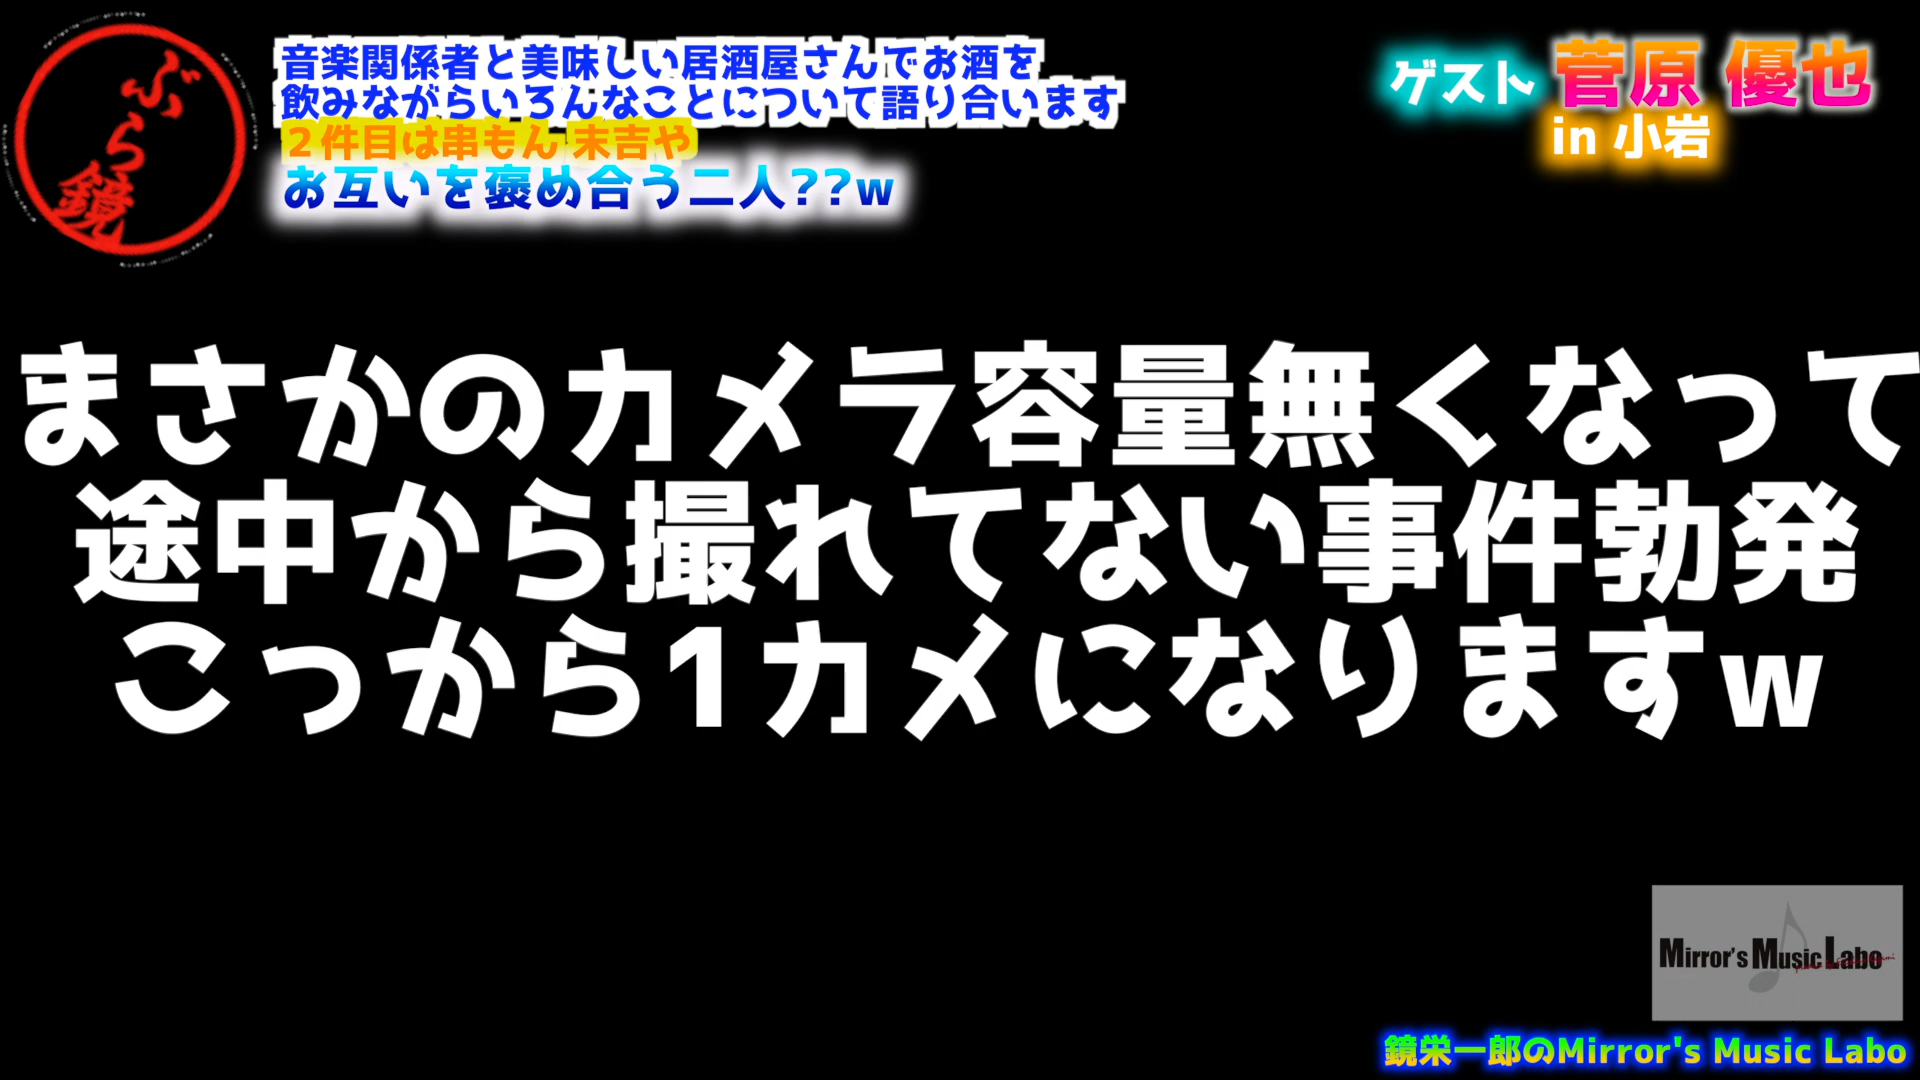 ぶら鏡
音楽関係者と美味しい居酒屋さんでお酒を
飲みながらいろんなことについて語り合います
２件目は串もん 末吉や
お互いを褒め合う二人??w
ゲスト 菅原 優也
in 小岩
まさかのカメラ容量無くなって
途中から撮れてない事件勃発
こっから1カメになりますw
Mirror's Music Labo
鏡栄一郎のMirror's Music Labo